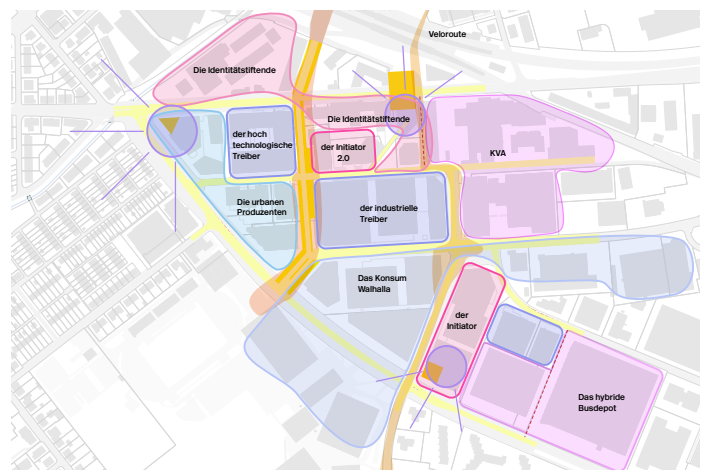 Veloroute
Die Identitätstiftende
Die Identitätstiftende
der hoch
technologische
Treiber
der Initiator
2.0
KVA
Die urbanen
Produzenten
der industrielle
Treiber
Das Konsum
Walhalla
der
Initiator
Das hybride
Busdepot